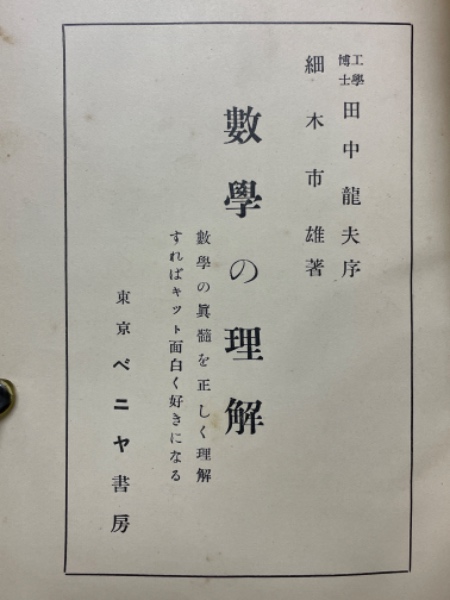 工學博士 田中龍夫序
細木市雄著
數學の理解
數學の眞髓を正しく理解
すればキット面白く好きになる
東京 ベニヤ書房